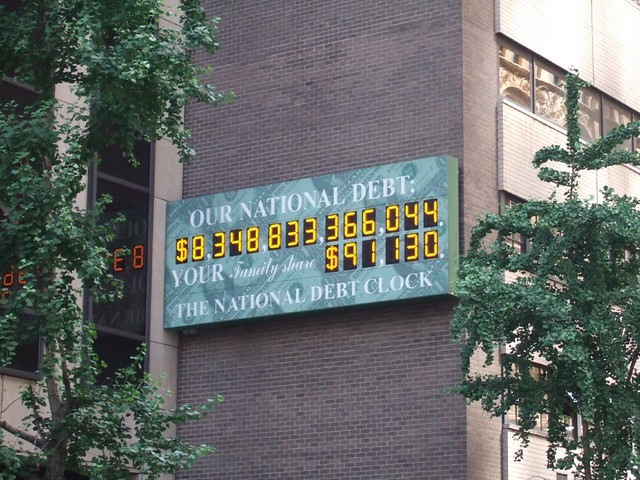 OUR NATIONAL DEBT:
$8,348,833,366,044.
YOUR Family share $91,130.
THE NATIONAL DEBT CLOCK